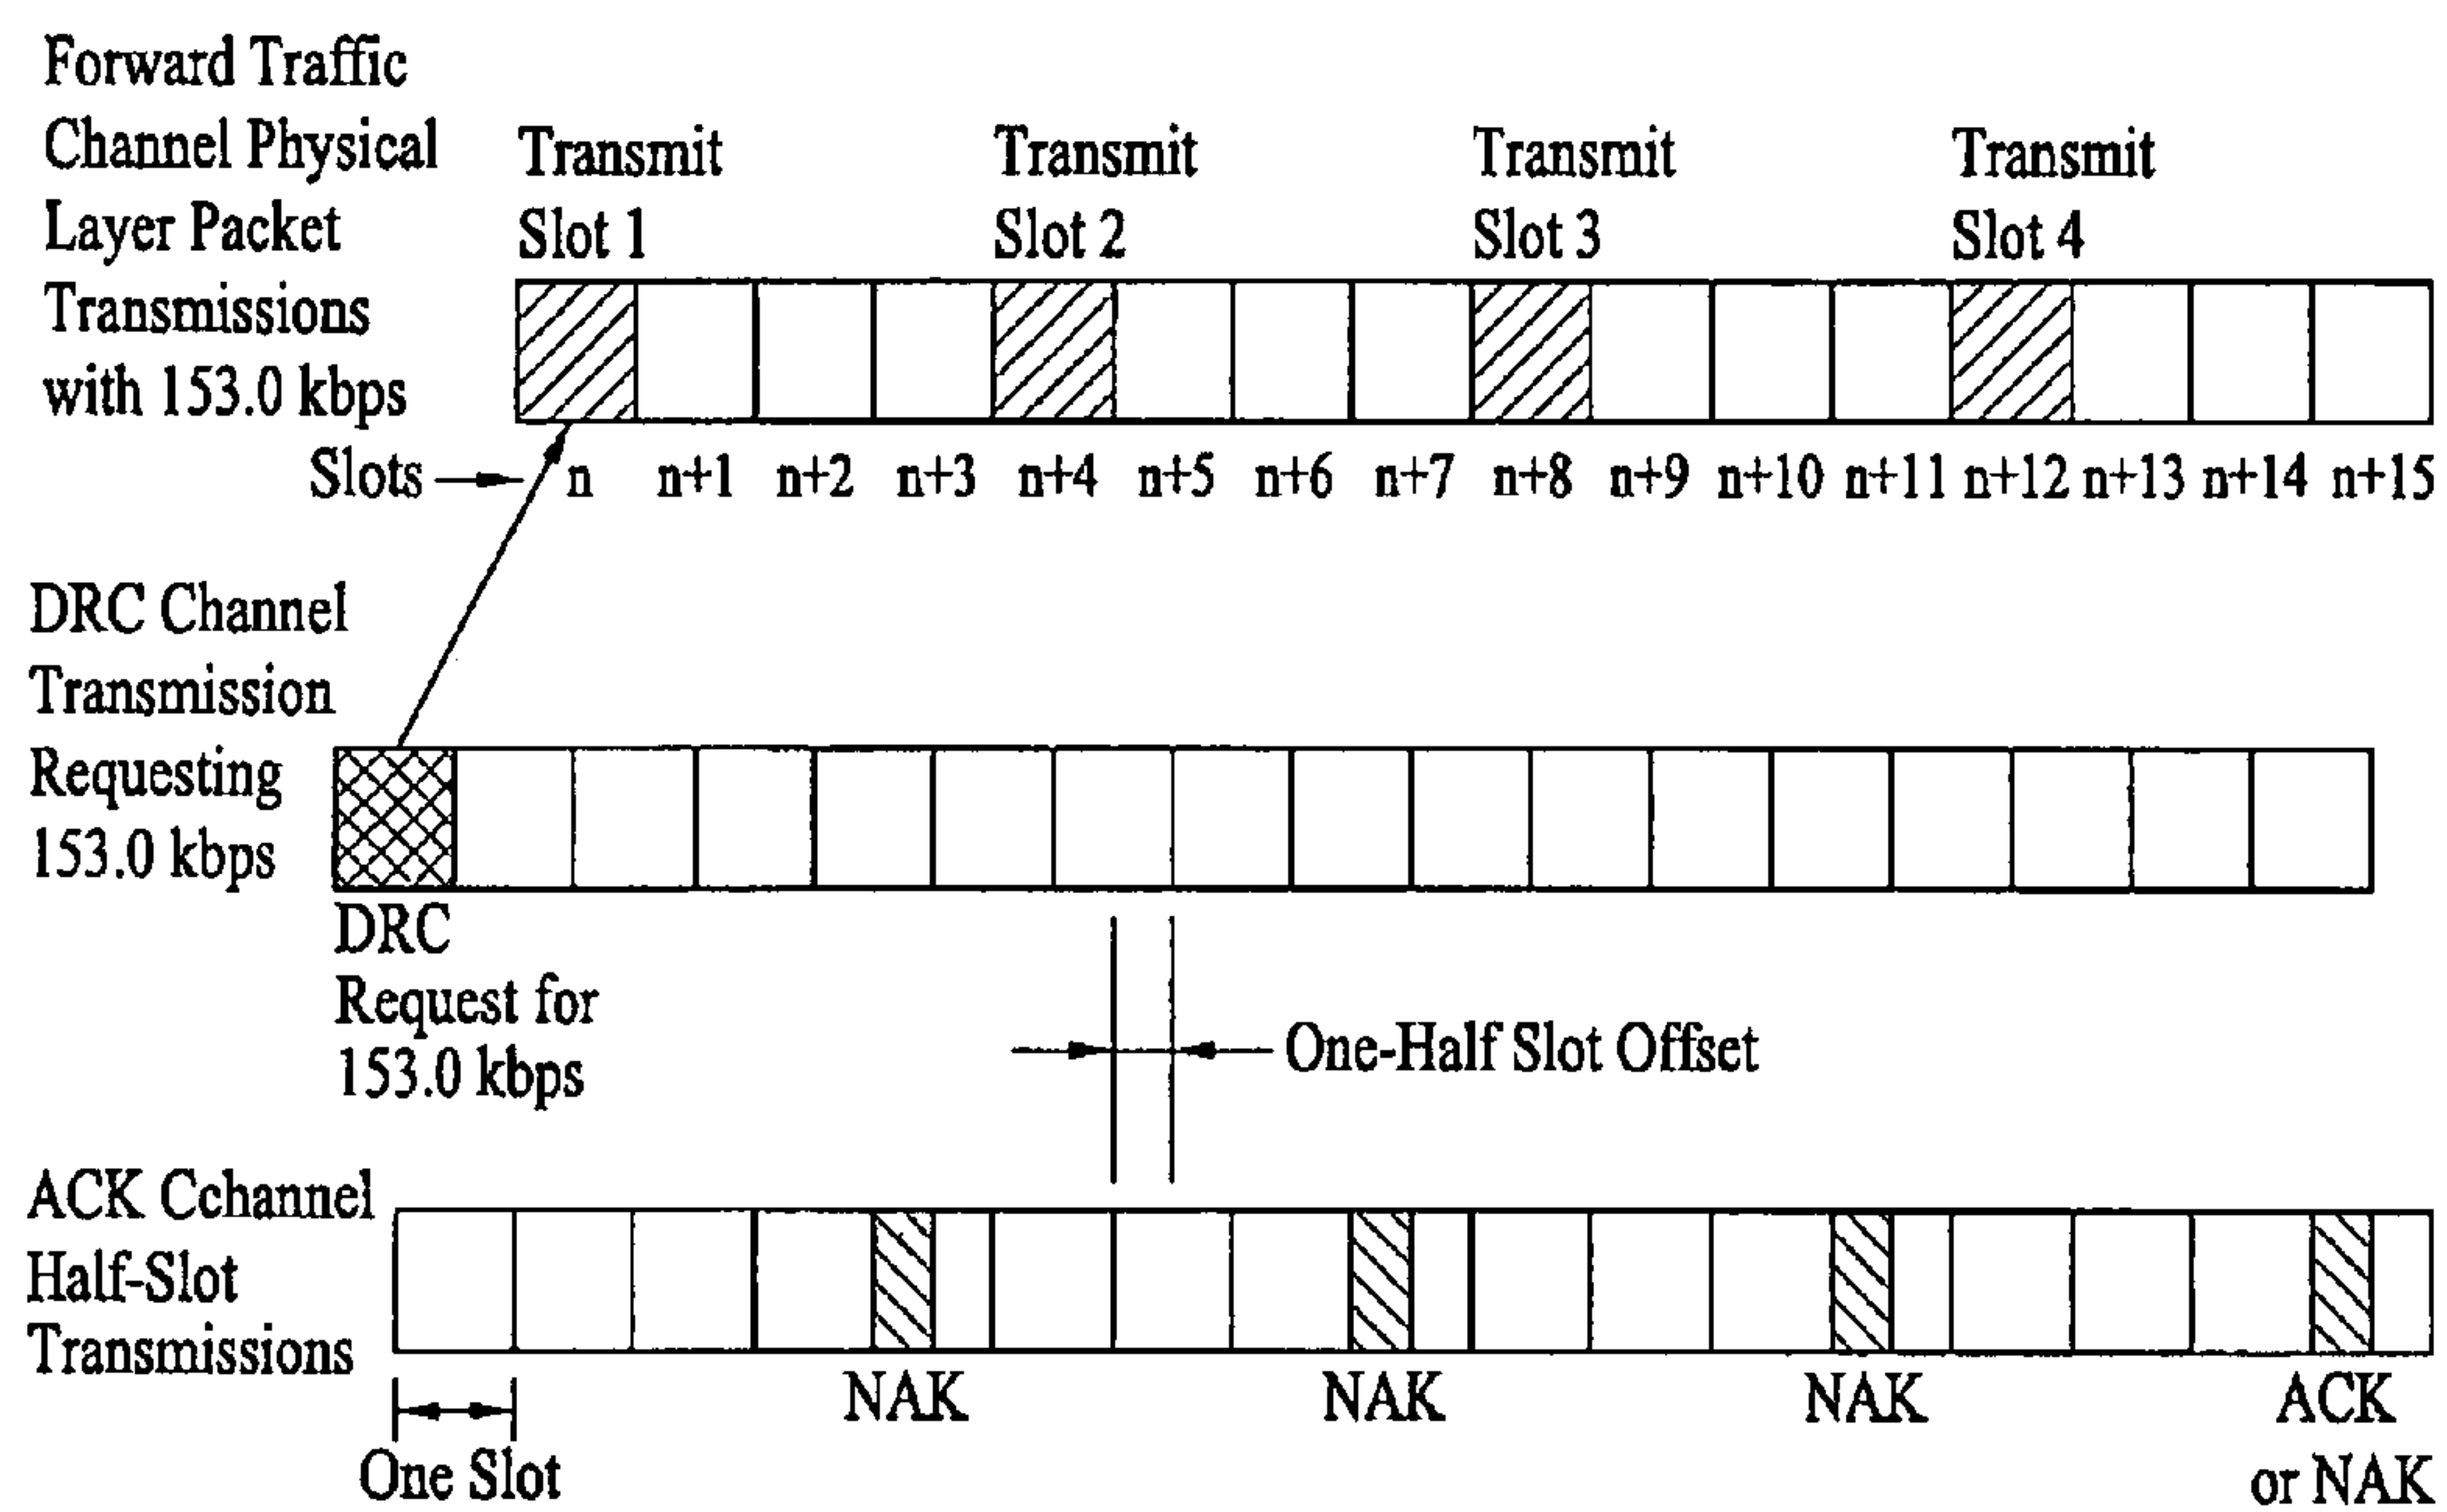 Forward Traffic
Channel Physical
Layer Packet
Transmissions
with 153.0 kbps
Transmit
Slot 1
Transmit
Slot 2
Transmit
Slot 3
Transmit
Slot 4
Slots
n n+1 n+2 n+3 n+4 n+5 n+6 n+7 n+8 n+9 n+10 n+11 n+12 n+13 n+14 n+15
DRC Channel
Transmission
Requesting
153.0 kbps
DRC
Request for
153.0 kbps
One-Half Slot Offset
ACK Cchannel
Half-Slot
Transmissions
NAK NAK NAK ACK
or NAK
One Slot